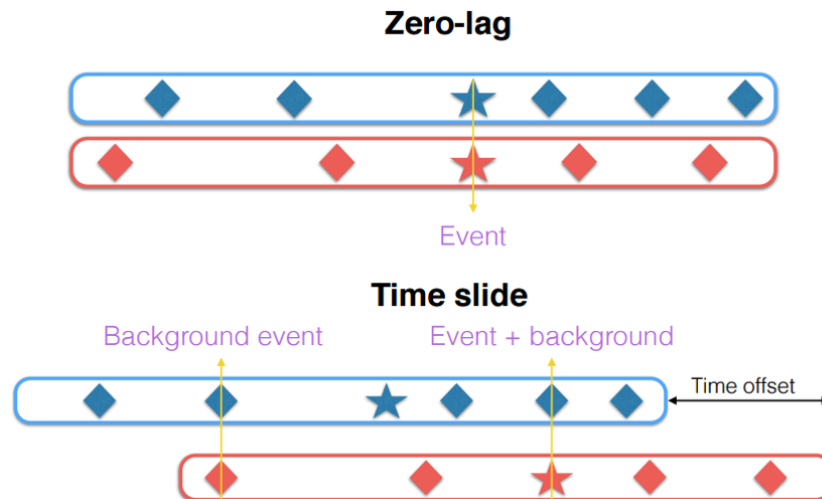 Zero-lag
Event
Time slide
Background event
Event + background
Time offset